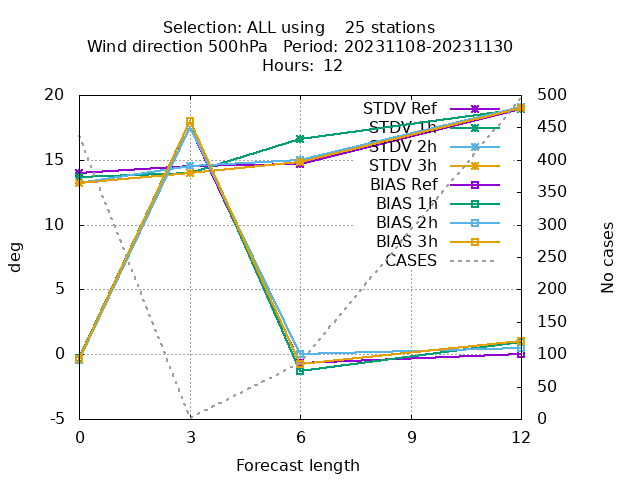 Selection: ALL using    25 stations
Wind direction 500hPa   Period: 20231108-20231130
Hours: 12
20
15
10
5
0
-5
deg
STDV Ref
STDV 1h
STDV 2h
STDV 3h
BIAS Ref
BIAS 1h
BIAS 2h
BIAS 3h
CASES
500
450
400
350
300
250
200
150
100
50
0
No cases
0 3 6 9 12
Forecast length